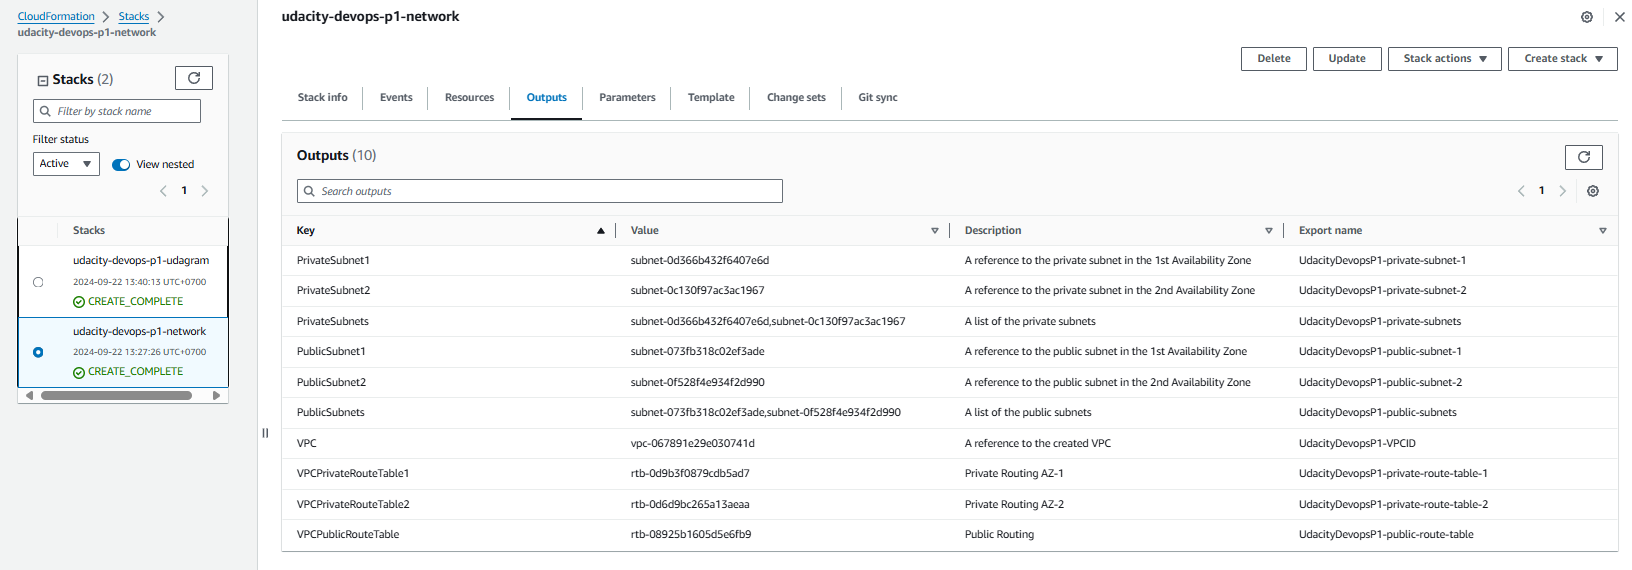 CloudFormation > Stacks >
udacity-devops-p1-network
Stacks (2)
Filter by stack name
Filter status
Active
View nested
1
Stacks
udacity-devops-p1-udagram
2024-09-22 13:40:13 UTC+0700
CREATE_COMPLETE
udacity-devops-p1-network
2024-09-22 13:27:26 UTC+0700
CREATE_COMPLETE
udacity-devops-p1-network
Delete Update Stack actions Create stack
Stack info Events Resources Outputs Parameters Template Change sets Git sync
Outputs (10)
Search outputs
1
Key Value Description Export name
PrivateSubnet1 subnet-0d366b432f6407e6d A reference to the private subnet in the 1st Availability Zone UdacityDevopsP1-private-subnet-1
PrivateSubnet2 subnet-0c130f97ac3ac1967 A reference to the private subnet in the 2nd Availability Zone UdacityDevopsP1-private-subnet-2
PrivateSubnets subnet-0d366b432f6407e6d,subnet-0c130f97ac3ac1967 A list of the private subnets UdacityDevopsP1-private-subnets
PublicSubnet1 subnet-073fb318c02ef3ade A reference to the public subnet in the 1st Availability Zone UdacityDevopsP1-public-subnet-1
PublicSubnet2 subnet-0f528f4e934f2d990 A reference to the public subnet in the 2nd Availability Zone UdacityDevopsP1-public-subnet-2
PublicSubnets subnet-073fb318c02ef3ade,subnet-0f528f4e934f2d990 A list of the public subnets UdacityDevopsP1-public-subnets
VPC vpc-067891e29e030741d A reference to the created VPC UdacityDevopsP1-VPCID
VPCPrivateRouteTable1 rtb-0d9b3f0879cdb5ad7 Private Routing AZ-1 UdacityDevopsP1-private-route-table-1
VPCPrivateRouteTable2 rtb-0d6d9bc265a13aeaa Private Routing AZ-2 UdacityDevopsP1-private-route-table-2
VPCPublicRouteTable rtb-08925b1605d5e6fb9 Public Routing UdacityDevopsP1-public-route-table